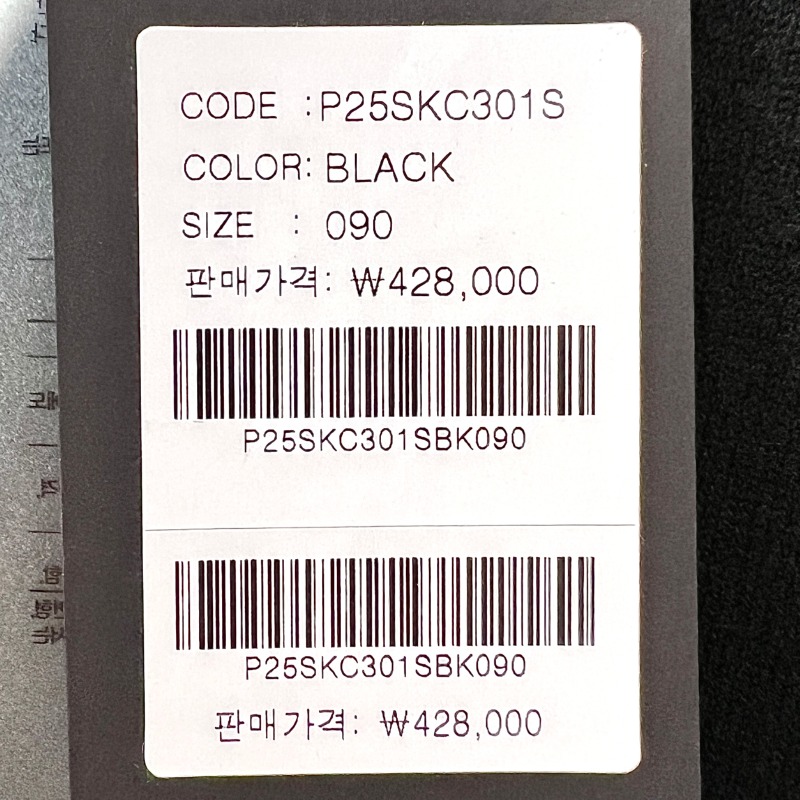 CODE : P25SKC301S
COLOR: BLACK
SIZE : 090
판매가격: ₩428,000
P25SKC301SBK090
P25SKC301SBK090
판매가격: ₩428,000